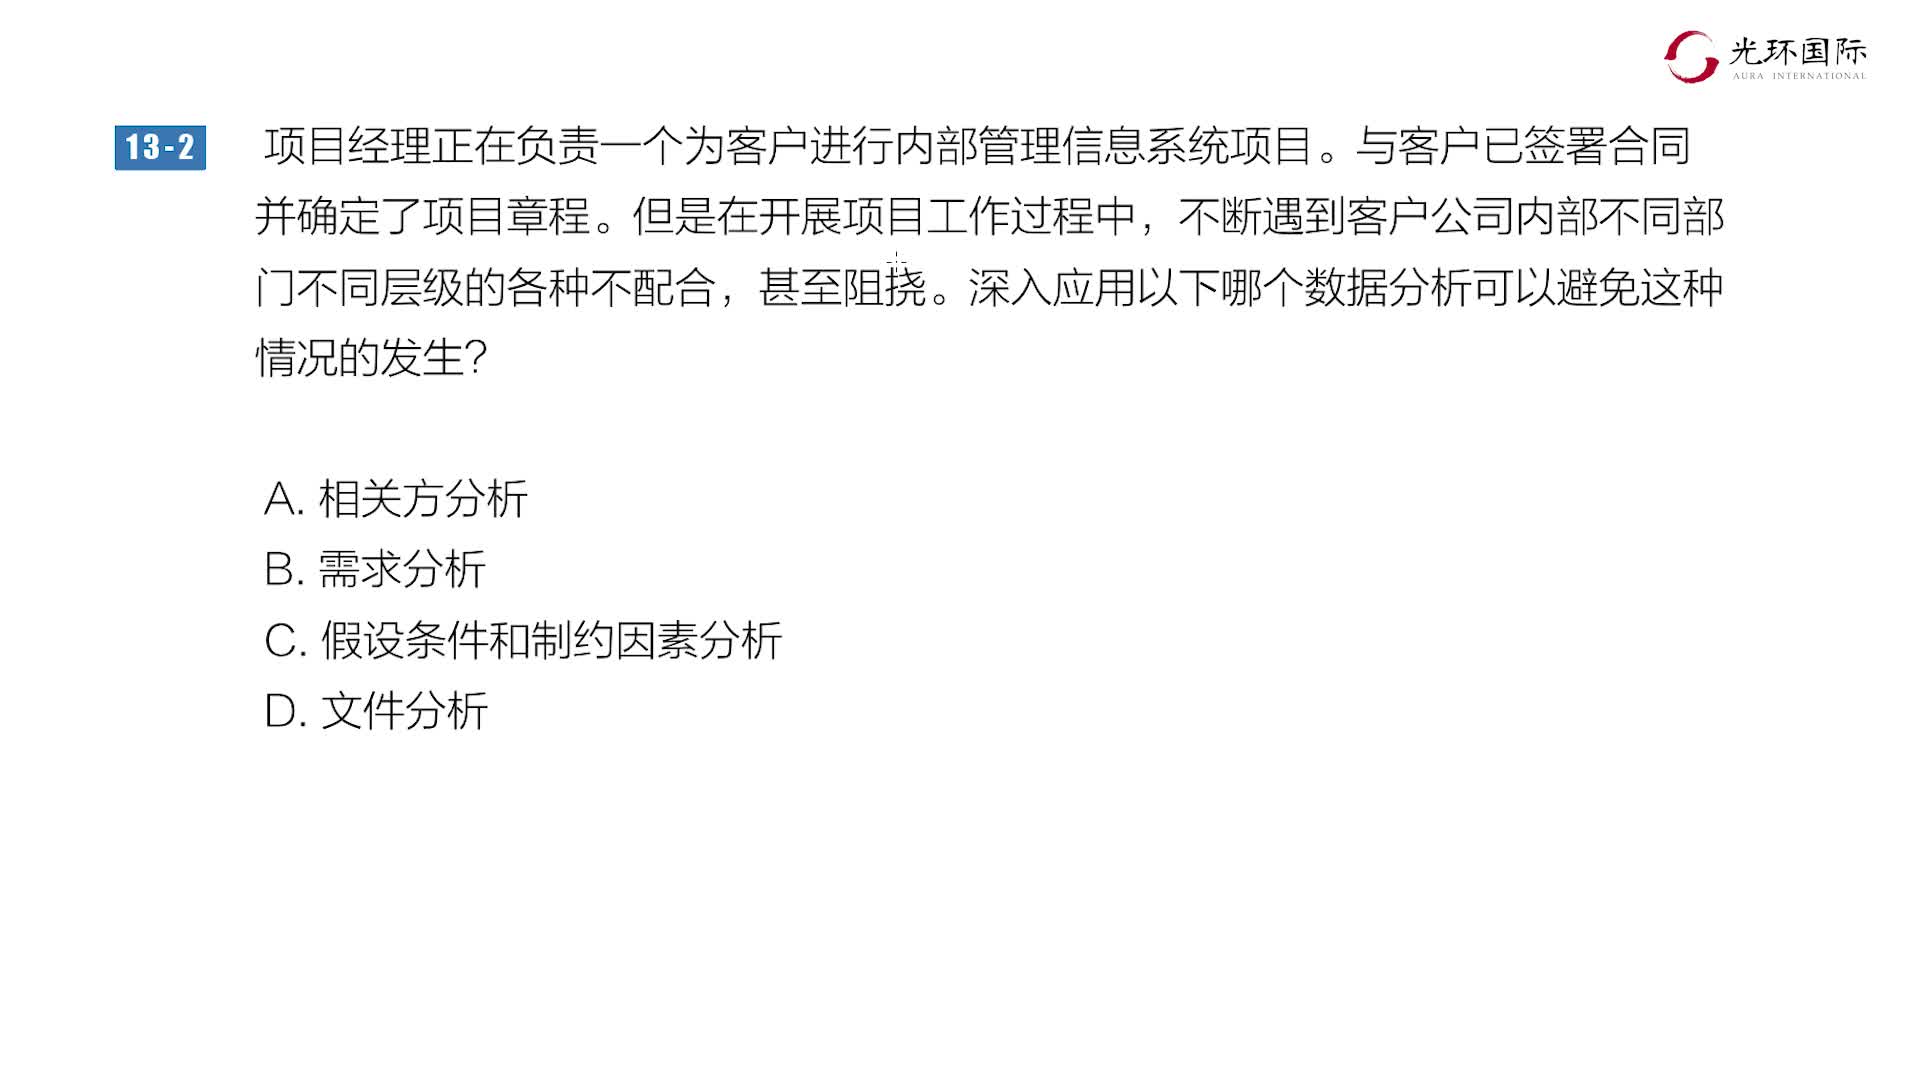 光环国际
AURA INTERNATIONAL
13-2 项目经理正在负责一个为客户进行内部管理信息系统项目。与客户已签署合同
并确定了项目章程。但是在开展项目工作过程中，不断遇到客户公司内部不同部
门不同层级的各种不配合，甚至阻挠。深入应用以下哪个数据分析可以避免这种
情况的发生？
A. 相关方分析
B. 需求分析
C. 假设条件和制约因素分析
D. 文件分析